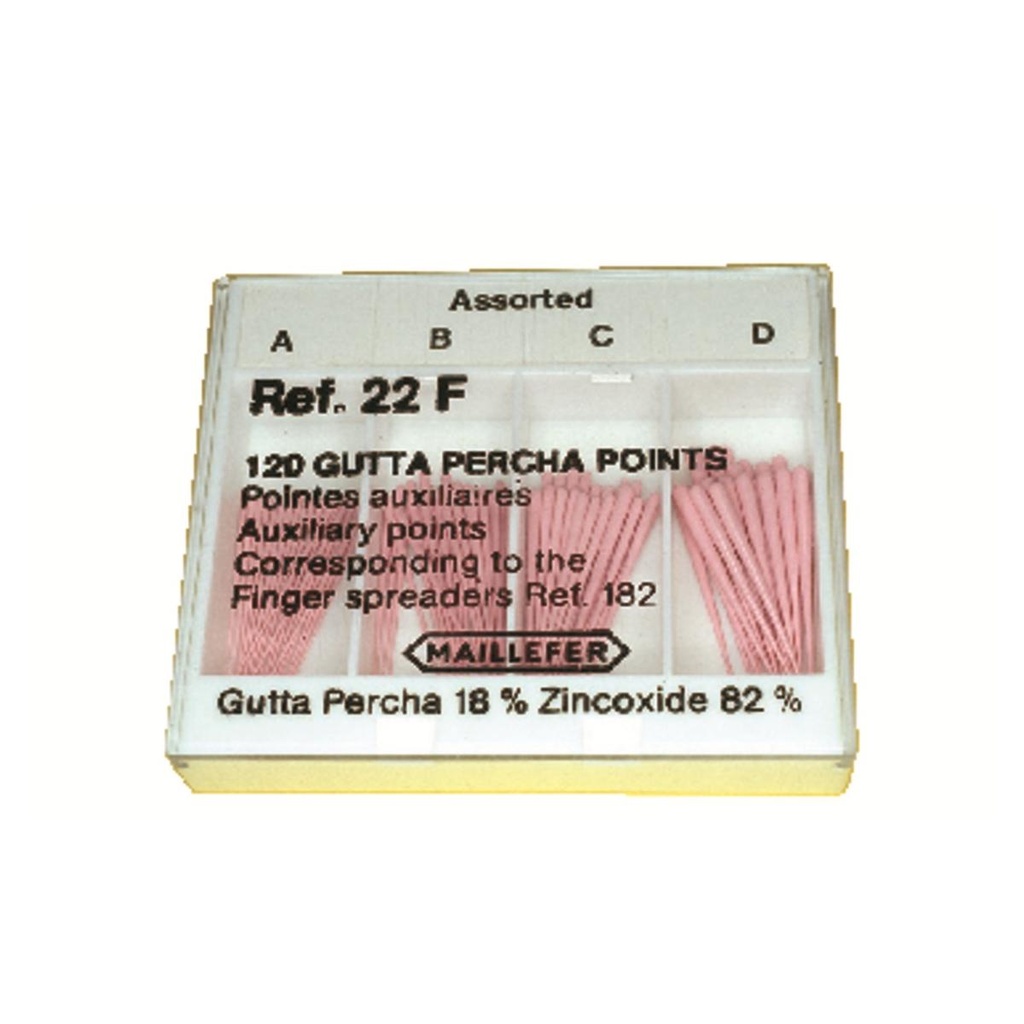 Assorted
A B C D
Ref. 22 F
120 GUTTA PERCHA POINTS
Pointes auxiliaires
Auxiliary points
Corresponding to the
Finger spreaders Ref. 182
MAILLEFER
Gutta Percha 18 % Zincoxide 82 %